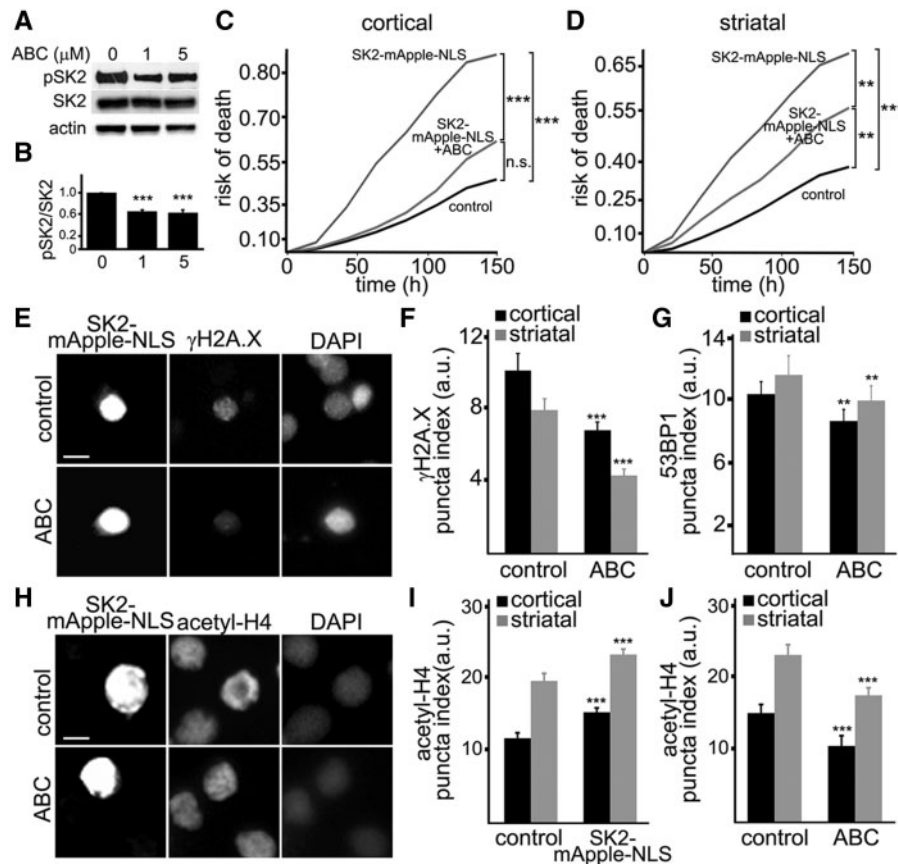 A
ABC (μM) 0 1 5
pSK2
SK2
actin
B
pSK2/SK2
1.0
0.6
0.2
0
*** ***
0 1 5
C
cortical
risk of death
0.80
0.70
0.55
0.35
0.10
SK2-mApple-NLS
SK2-
mApple-NLS
+ABC
control
***
n.s.
***
0 50 100 150
time (h)
D
striatal
risk of death
0.65
0.55
0.40
0.25
0.10
SK2-mApple-NLS
SK2-
mApple-NLS
+ABC
control
**
**
***
0 50 100 150
time (h)
E
SK2-
mApple-NLS γH2A.X DAPI
control
ABC
F
cortical
striatal
γH2A.X
puncta index (a.u.)
12
8
4
***
***
control ABC
G
cortical
striatal
53BP1
puncta index (a.u.)
14
10
6
2
** **
control ABC
H
SK2-
mApple-NLS acetyl-H4 DAPI
control
ABC
I
cortical
striatal
acetyl-H4
puncta index(a.u.)
30
20
10
***
***
control SK2-
mApple-NLS
J
cortical
striatal
acetyl-H4
puncta index(a.u.)
30
20
10
***
***
control ABC